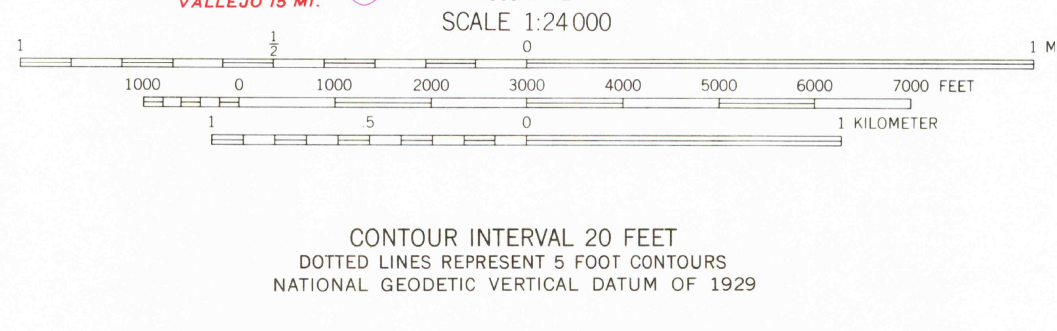 VALLEJO 15 MI.
SCALE 1:24 000
1 ½ 0 1 M
1000 0 1000 2000 3000 4000 5000 6000 7000 FEET
1 .5 0 1 KILOMETER
CONTOUR INTERVAL 20 FEET
DOTTED LINES REPRESENT 5 FOOT CONTOURS
NATIONAL GEODETIC VERTICAL DATUM OF 1929